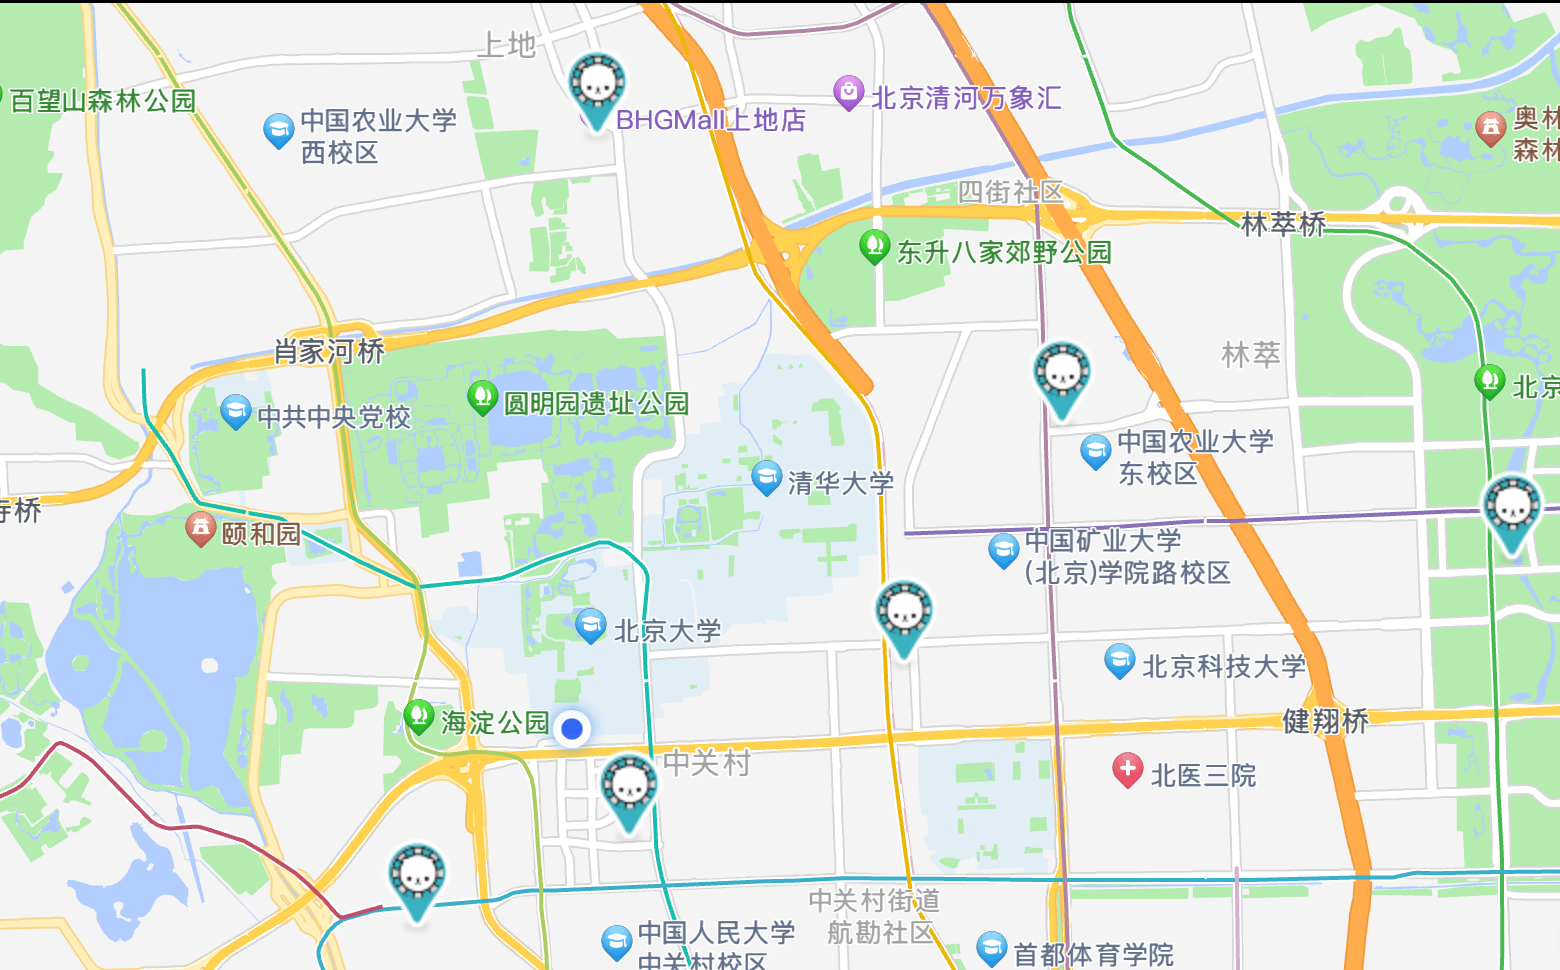 上地
百望山森林公园
中国农业大学
西校区
BHGMall上地店
北京清河万象汇
奥林
森林
四街社区
林萃桥
东升八家郊野公园
肖家河桥
林萃
中共中央党校
圆明园遗址公园
北京
清华大学
中国农业大学
东校区
寺桥
颐和园
中国矿业大学
(北京)学院路校区
北京大学
北京科技大学
海淀公园
健翔桥
中关村
北医三院
中关村街道
航勘社区
中国人民大学
中关村校区
首都体育学院